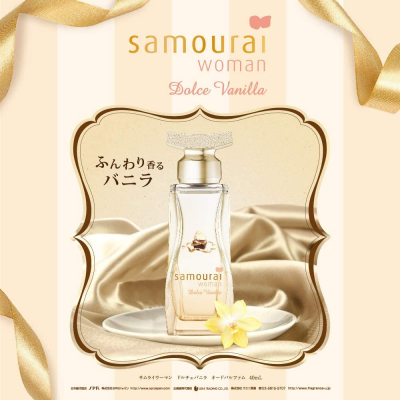 samourai
woman
Dolce Vanilla
ふんわり香る
バニラ
samourai
woman
Dolce Vanilla
サムライウーマン ドルチェバニラ オードパルファム 40mL